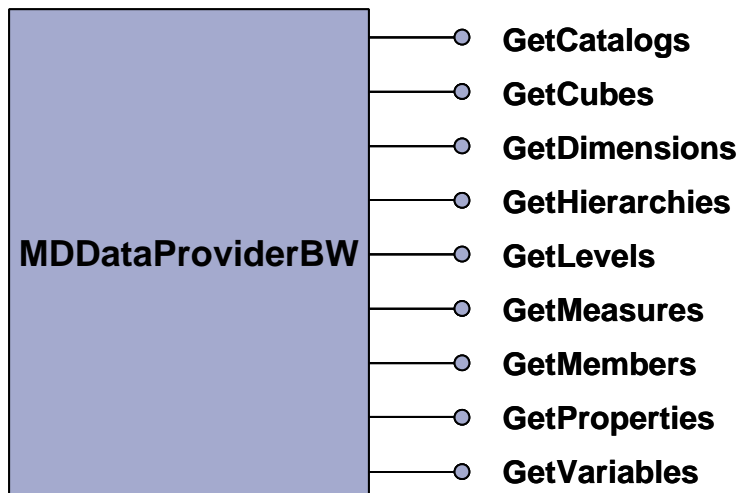 GetCatalogs
GetCubes
GetDimensions
GetHierarchies
MDDataProviderBW
GetLevels
GetMeasures
GetMembers
GetProperties
GetVariables